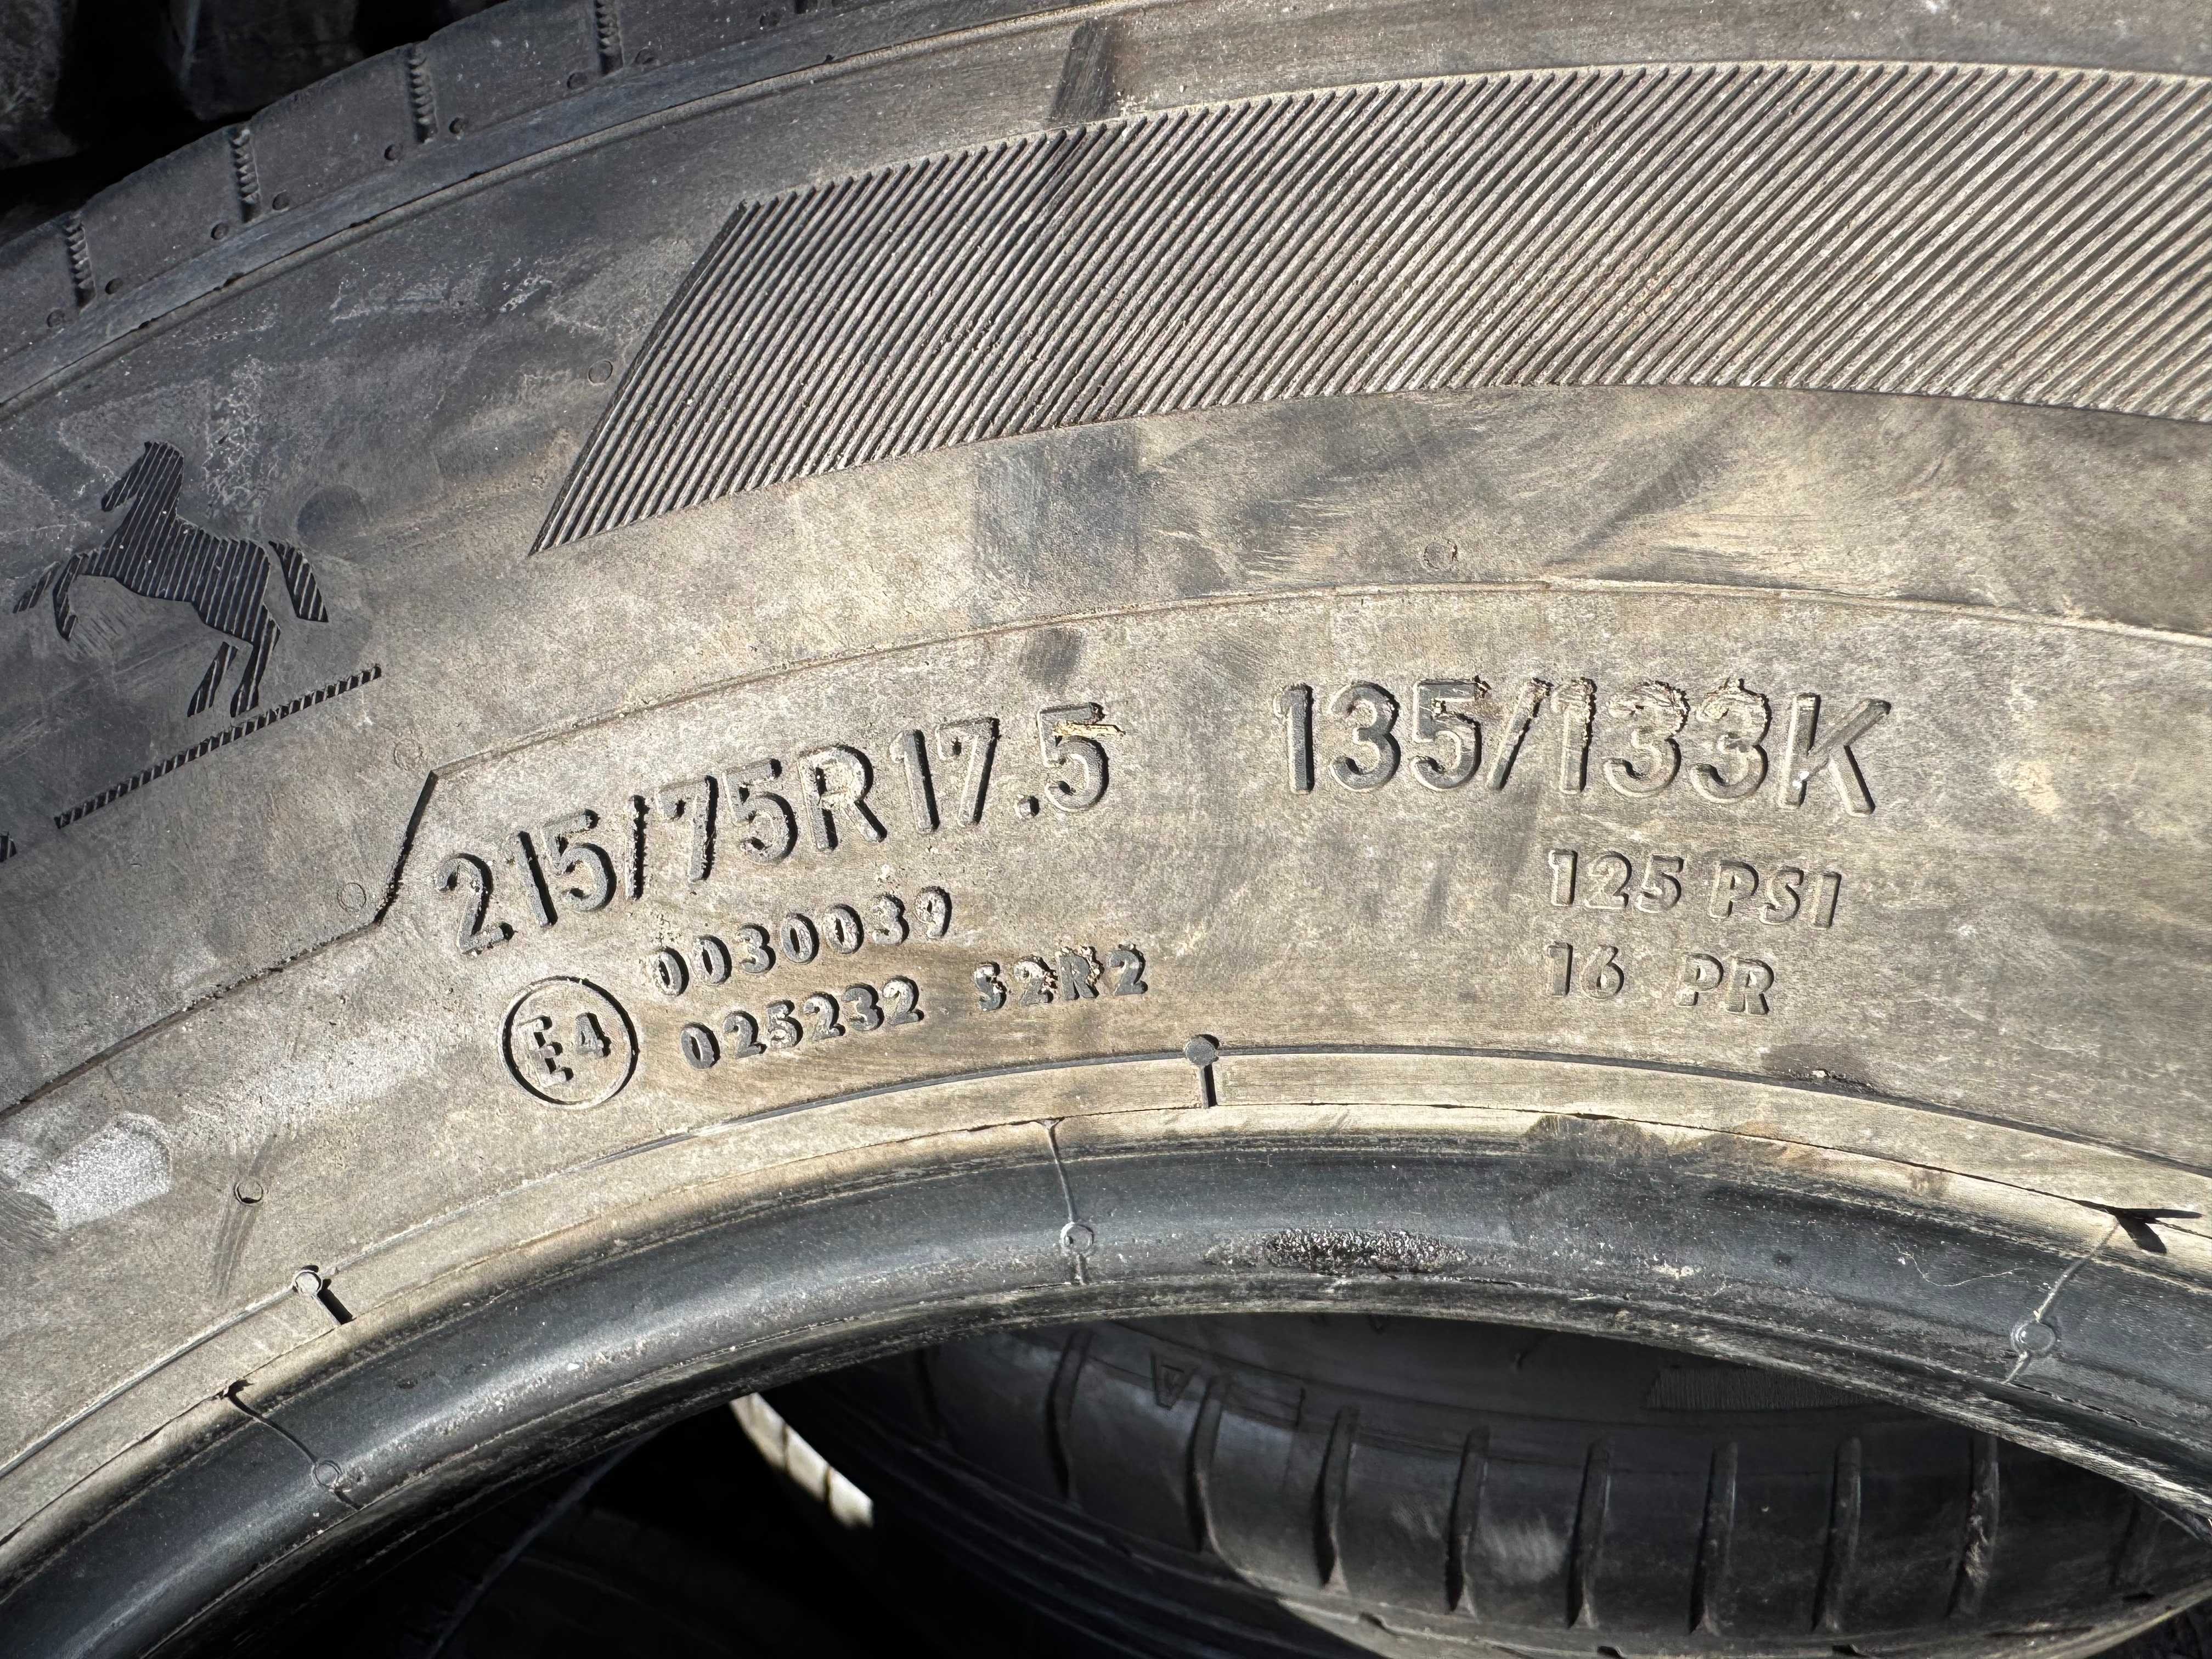 215/75R17.5 135/133K
125 PSI
16 PR
0030039
E4 025232 S2R2